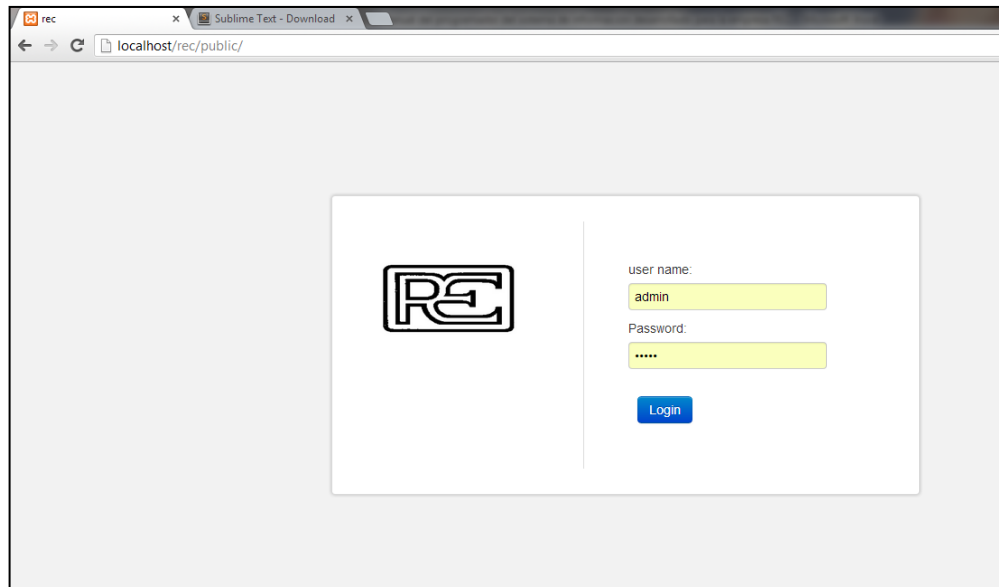 rec
Sublime Text - Download
localhost/rec/public/
REC
user name:
admin
Password:
•••••
Login